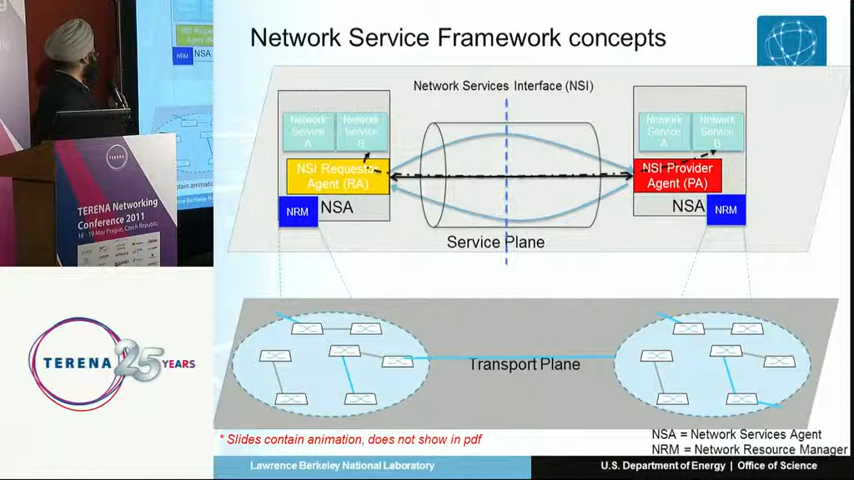 Network Service Framework concepts
Network Services Interface (NSI)
Network
Service
A
Network
Service
B
Network
Service
A
Network
Service
B
NSI Requester
Agent (RA)
NSI Provider
Agent (PA)
NRM
NSA
NSA
NRM
Service Plane
Transport Plane
* Slides contain animation, does not show in pdf
NSA = Network Services Agent
NRM = Network Resource Manager
Lawrence Berkeley National Laboratory
U.S. Department of Energy | Office of Science
NRM
NSA
TERENA Networking
Conference 2011
16 - 19 May Prague, Czech Republic
TERENA 25 YEARS